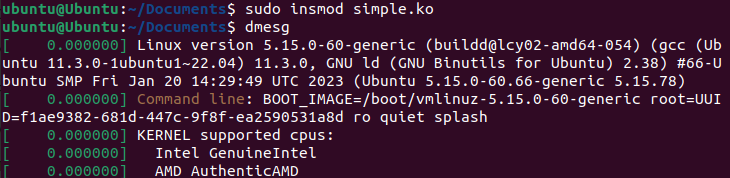 ubuntu@Ubuntu:~/Documents$ sudo insmod simple.ko
ubuntu@Ubuntu:~/Documents$ dmesg
[    0.000000] Linux version 5.15.0-60-generic (buildd@lcy02-amd64-054) (gcc (Ub
untu 11.3.0-1ubuntu1~22.04) 11.3.0, GNU ld (GNU Binutils for Ubuntu) 2.38) #66-U
buntu SMP Fri Jan 20 14:29:49 UTC 2023 (Ubuntu 5.15.0-60.66-generic 5.15.78)
[    0.000000] Command line: BOOT_IMAGE=/boot/vmlinuz-5.15.0-60-generic root=UUI
D=f1ae9382-681d-447c-9f8f-ea2590531a8d ro quiet splash
[    0.000000] KERNEL supported cpus:
[    0.000000]   Intel GenuineIntel
[    0.000000]   AMD AuthenticAMD